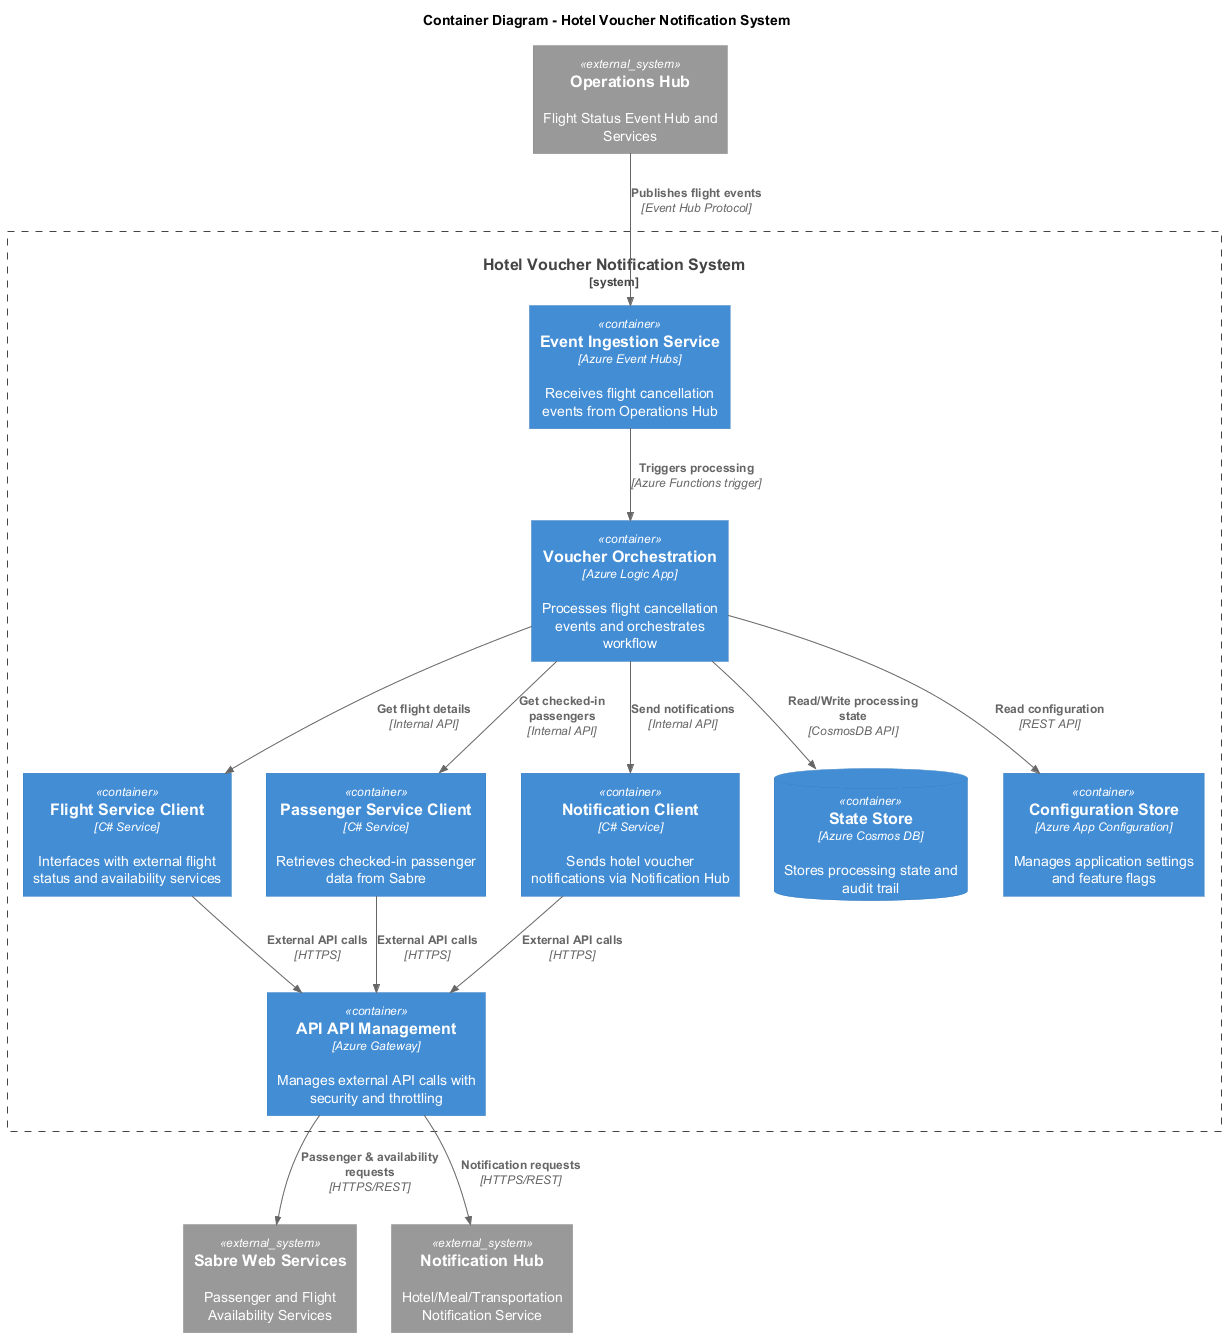 Container Diagram - Hotel Voucher Notification System
«external_system»
Operations Hub
Flight Status Event Hub and
Services
Publishes flight events
[Event Hub Protocol]
Hotel Voucher Notification System
[system]
«container»
Event Ingestion Service
[Azure Event Hubs]
Receives flight cancellation
events from Operations Hub
Triggers processing
[Azure Functions trigger]
«container»
Voucher Orchestration
[Azure Logic App]
Processes flight cancellation
events and orchestrates
workflow
Get flight details
[Internal API]
Get checked-in
passengers
[Internal API]
Send notifications
[Internal API]
Read/Write processing
state
[CosmosDB API]
Read configuration
[REST API]
«container»
Flight Service Client
[C# Service]
Interfaces with external flight
status and availability services
«container»
Passenger Service Client
[C# Service]
Retrieves checked-in passenger
data from Sabre
«container»
Notification Client
[C# Service]
Sends hotel voucher
notifications via Notification Hub
«container»
State Store
[Azure Cosmos DB]
Stores processing state and
audit trail
«container»
Configuration Store
[Azure App Configuration]
Manages application settings
and feature flags
External API calls
[HTTPS]
External API calls
[HTTPS]
External API calls
[HTTPS]
«container»
API API Management
[Azure Gateway]
Manages external API calls with
security and throttling
Passenger & availability
requests
[HTTPS/REST]
Notification requests
[HTTPS/REST]
«external_system»
Sabre Web Services
Passenger and Flight
Availability Services
«external_system»
Notification Hub
Hotel/Meal/Transportation
Notification Service